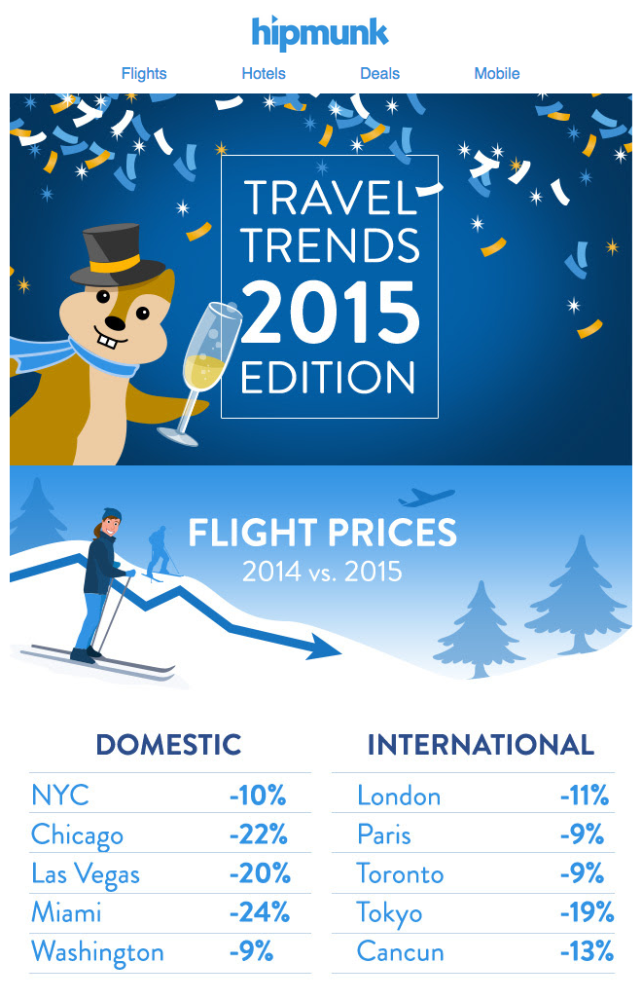 hipmunk
Flights Hotels Deals Mobile
TRAVEL
TRENDS
2015
EDITION
FLIGHT PRICES
2014 vs. 2015
DOMESTIC
NYC -10%
Chicago -22%
Las Vegas -20%
Miami -24%
Washington -9%
INTERNATIONAL
London -11%
Paris -9%
Toronto -9%
Tokyo -19%
Cancun -13%